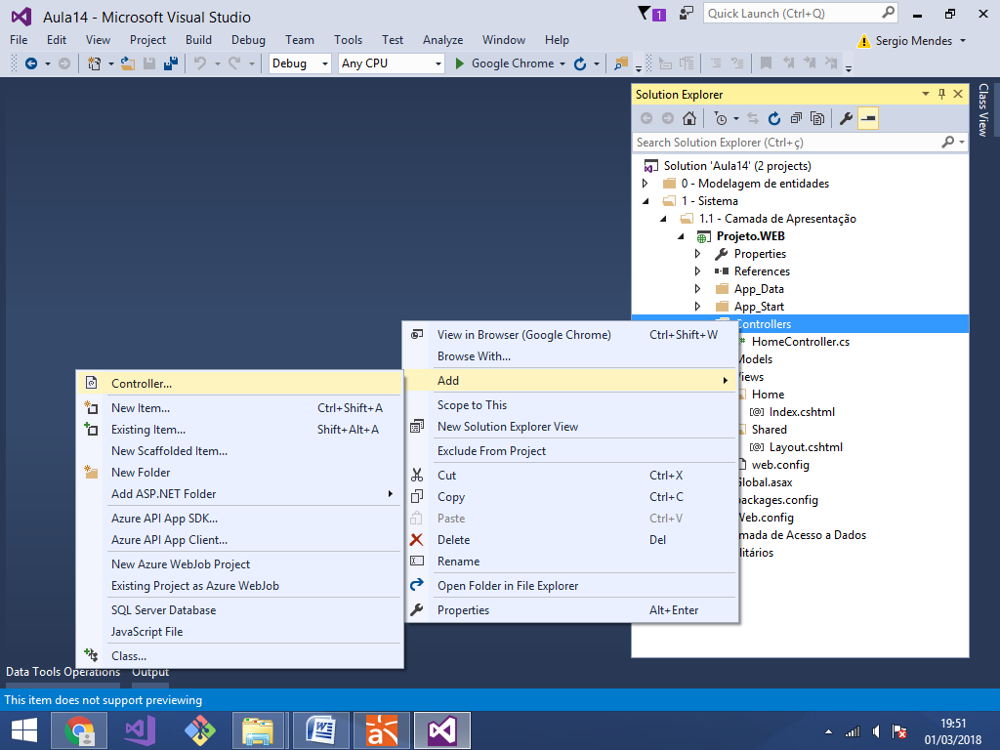 Aula14 - Microsoft Visual Studio
1
Quick Launch (Ctrl+Q)
File Edit View Project Build Debug Team Tools Test Analyze Window Help
Sergio Mendes
Debug Any CPU Google Chrome
Solution Explorer
Class View
Search Solution Explorer (Ctrl+ç)
Solution 'Aula14' (2 projects)
0 - Modelagem de entidades
1 - Sistema
1.1 - Camada de Apresentação
Projeto.WEB
Properties
References
App_Data
App_Start
Controllers
HomeController.cs
Models
Views
Home
Index.cshtml
Shared
Layout.cshtml
web.config
Global.asax
packages.config
Web.config
mada de Acesso a Dados
litários
View in Browser (Google Chrome) Ctrl+Shift+W
Browse With...
Add
Scope to This
New Solution Explorer View
Exclude From Project
Cut Ctrl+X
Copy Ctrl+C
Paste Ctrl+V
Delete Del
Rename
Open Folder in File Explorer
Properties Alt+Enter
Controller...
New Item... Ctrl+Shift+A
Existing Item... Shift+Alt+A
New Scaffolded Item...
New Folder
Add ASP.NET Folder
Azure API App SDK...
Azure API App Client...
New Azure WebJob Project
Existing Project as Azure WebJob
SQL Server Database
JavaScript File
Class...
Data Tools Operations Output
This item does not support previewing
19:51
01/03/2018